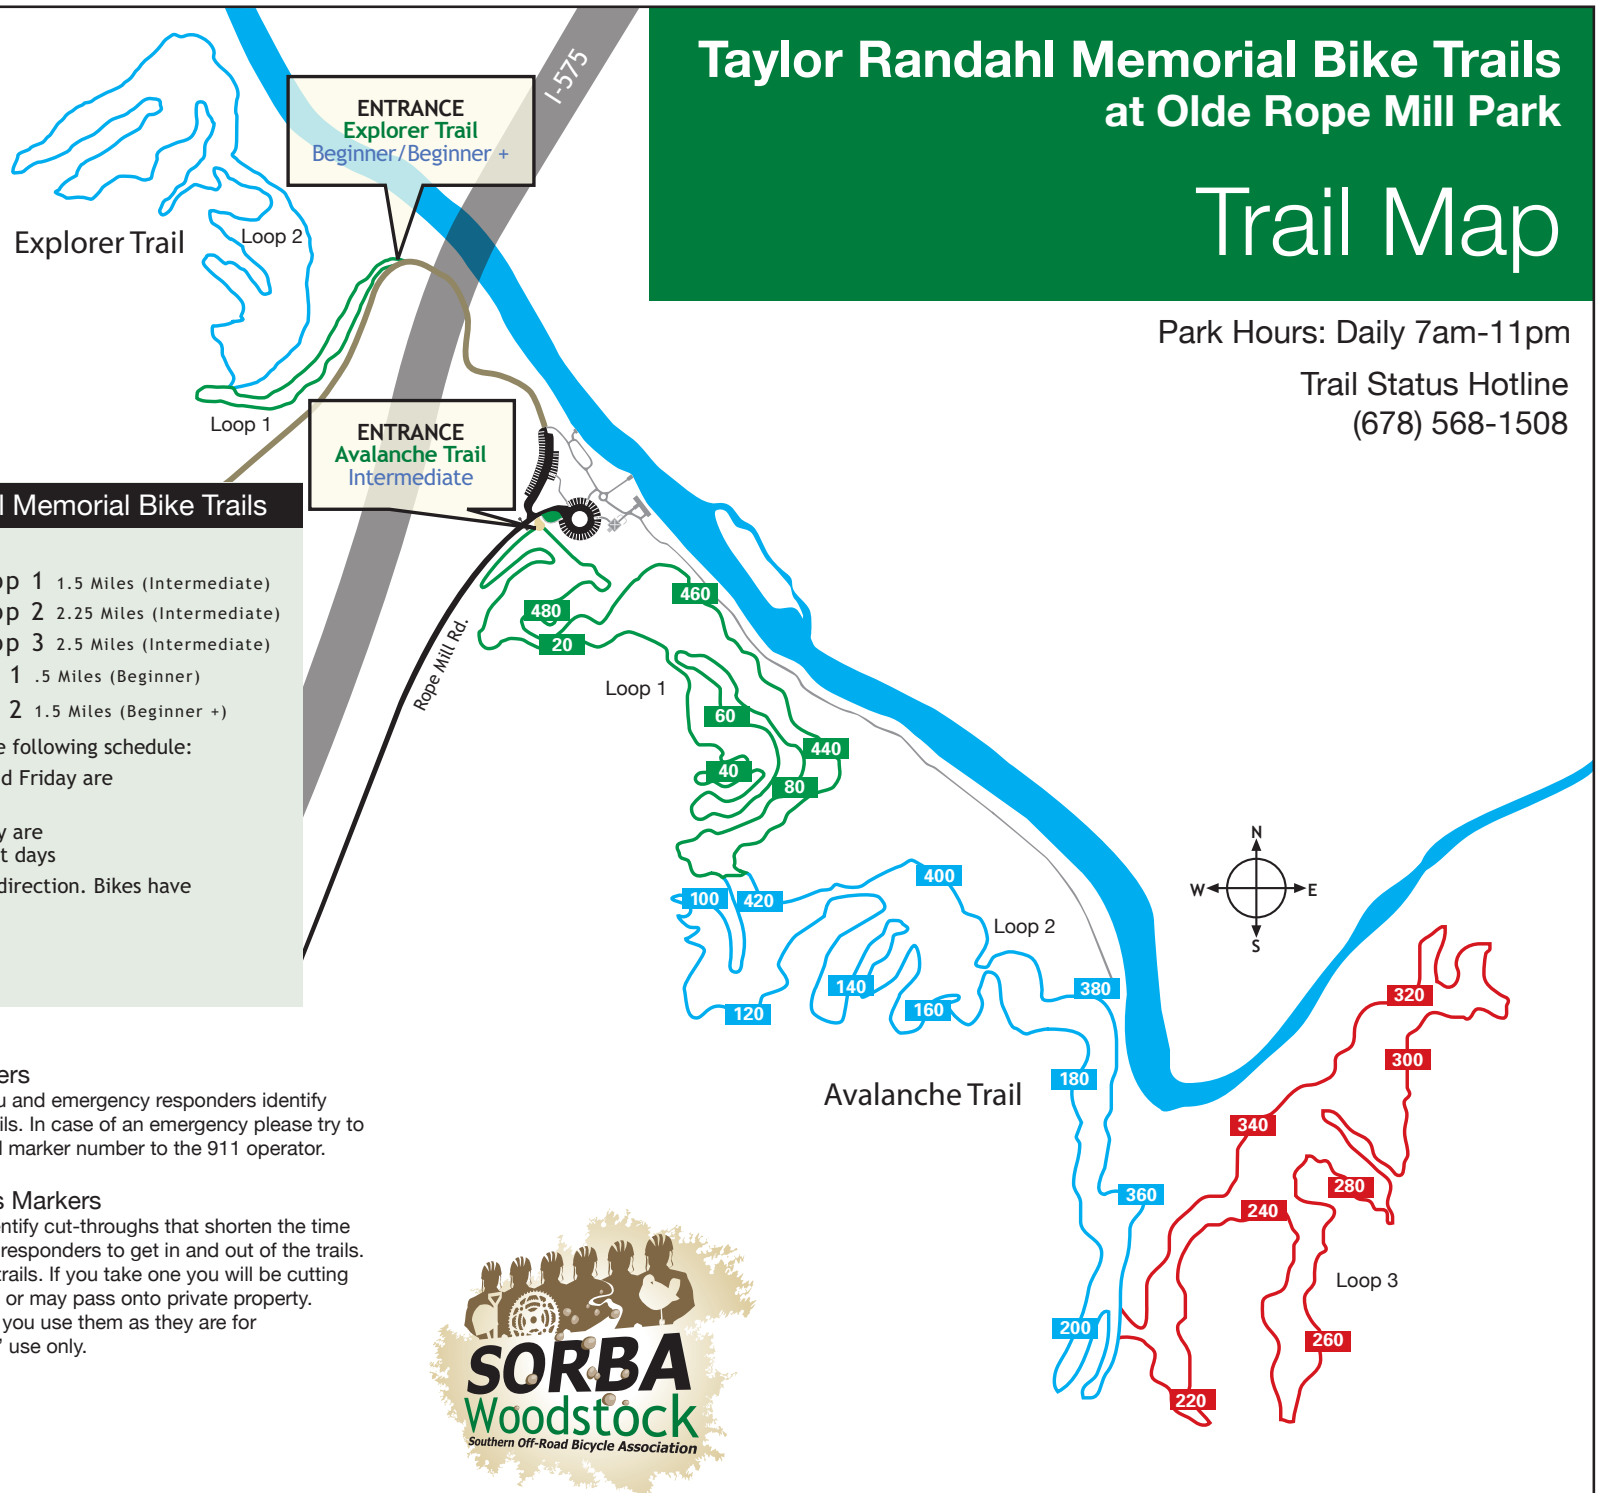 Taylor Randahl Memorial Bike Trails
at Olde Rope Mill Park
Trail Map
Park Hours: Daily 7am-11pm
Trail Status Hotline
(678) 568-1508
I-575
ENTRANCE
Explorer Trail
Beginner/Beginner +
Explorer Trail
Loop 2
Loop 1
ENTRANCE
Avalanche Trail
Intermediate
Memorial Bike Trails
1 1.5 Miles (Intermediate)
2 2.25 Miles (Intermediate)
3 2.5 Miles (Intermediate)
1 .5 Miles (Beginner)
2 1.5 Miles (Beginner +)
following schedule:
Friday are
are
days
direction. Bikes have
Rope Mill Rd.
480
20
460
Loop 1
60
440
40
80
100
420
400
Loop 2
140
160
120
380
180
Avalanche Trail
360
200
N
W
E
S
320
300
340
280
240
Loop 3
260
220
and emergency responders identify
In case of an emergency please try to
marker number to the 911 operator.
Markers
cut-throughs that shorten the time
responders to get in and out of the trails.
trails. If you take one you will be cutting
or may pass onto private property.
you use them as they are for
use only.
SORBA
Woodstock
Southern Off-Road Bicycle Association